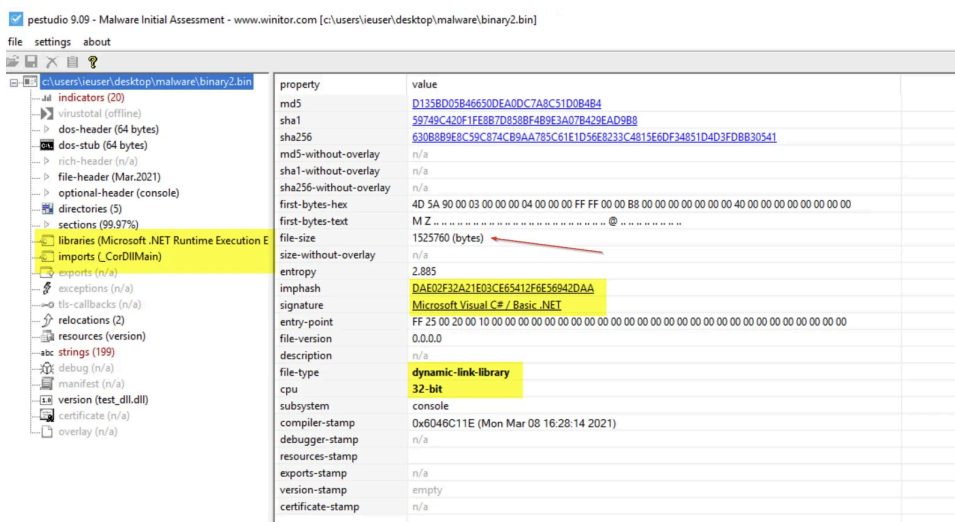 pestudio 9.09 - Malware Initial Assessment - www.winitor.com [c:\users\ieuser\desktop\malware\binary2.bin]
file settings about
c:\users\ieuser\desktop\malware\binary2.bin
indicators (20)
virustotal (offline)
dos-header (64 bytes)
dos-stub (64 bytes)
rich-header (n/a)
file-header (Mar.2021)
optional-header (console)
directories (5)
sections (99.97%)
libraries (Microsoft .NET Runtime Execution E
imports (_CorDllMain)
exports (n/a)
exceptions (n/a)
tls-callbacks (n/a)
relocations (2)
resources (version)
abc strings (199)
debug (n/a)
manifest (n/a)
1.0 version (test_dll.dll)
certificate (n/a)
overlay (n/a)
property value
md5 D135BD05B46650DEA0DC7A8C51D0B4B4
sha1 59749C420F1FE8B7D858BF4B9E3A07B429EAD9B8
sha256 630B8B9E8C59C874CB9AA785C61E1D56E8233C4815E6DF34851D4D3FDBB30541
md5-without-overlay n/a
sha1-without-overlay n/a
sha256-without-overlay n/a
first-bytes-hex 4D 5A 90 00 03 00 00 00 04 00 00 00 FF FF 00 00 B8 00 00 00 00 00 00 00 40 00 00 00 00 00 00 00 00 00
first-bytes-text M Z .. .. .. .. .. .. .. .. .. .. .. .. .. .. .. .. .. .. .. .. @ .. .. .. .. .. .. .. .. ..
file-size 1525760 (bytes)
size-without-overlay n/a
entropy 2.885
imphash DAE02F32A21E03CE65412F6E56942DAA
signature Microsoft Visual C# / Basic .NET
entry-point FF 25 00 20 00 10 00 00 00 00 00 00 00 00 00 00 00 00 00 00 00 00 00 00 00 00 00 00 00 00 00 00 00 00
file-version 0.0.0.0
description n/a
file-type dynamic-link-library
cpu 32-bit
subsystem console
compiler-stamp 0x6046C11E (Mon Mar 08 16:28:14 2021)
debugger-stamp n/a
resources-stamp
exports-stamp n/a
version-stamp empty
certificate-stamp n/a